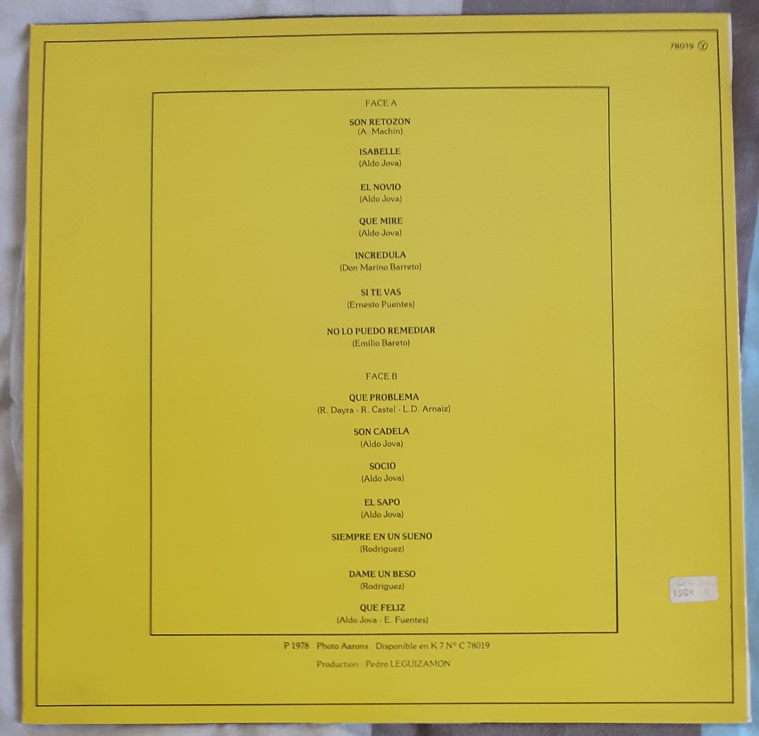 78019 Y
FACE A
SON RETOZON
(A. Machin)
ISABELLE
(Aldo Jova)
EL NOVIO
(Aldo Jova)
QUE MIRE
(Aldo Jova)
INCREDULA
(Don Marino Barreto)
SI TE VAS
(Ernesto Puentes)
NO LO PUEDO REMEDIAR
(Emilio Bareto)
FACE B
QUE PROBLEMA
(R. Dayra - R. Castel - L.D. Arnaiz)
SON CADELA
(Aldo Jova)
SOCIO
(Aldo Jova)
EL SAPO
(Aldo Jova)
SIEMPRE EN UN SUENO
(Rodriguez)
DAME UN BESO
(Rodriguez)
QUE FELIZ
(Aldo Jova - E. Fuentes)
P 1978 Photo Aarons Disponible en K 7 N° C 78019
Production Pedro LEGUIZAMON